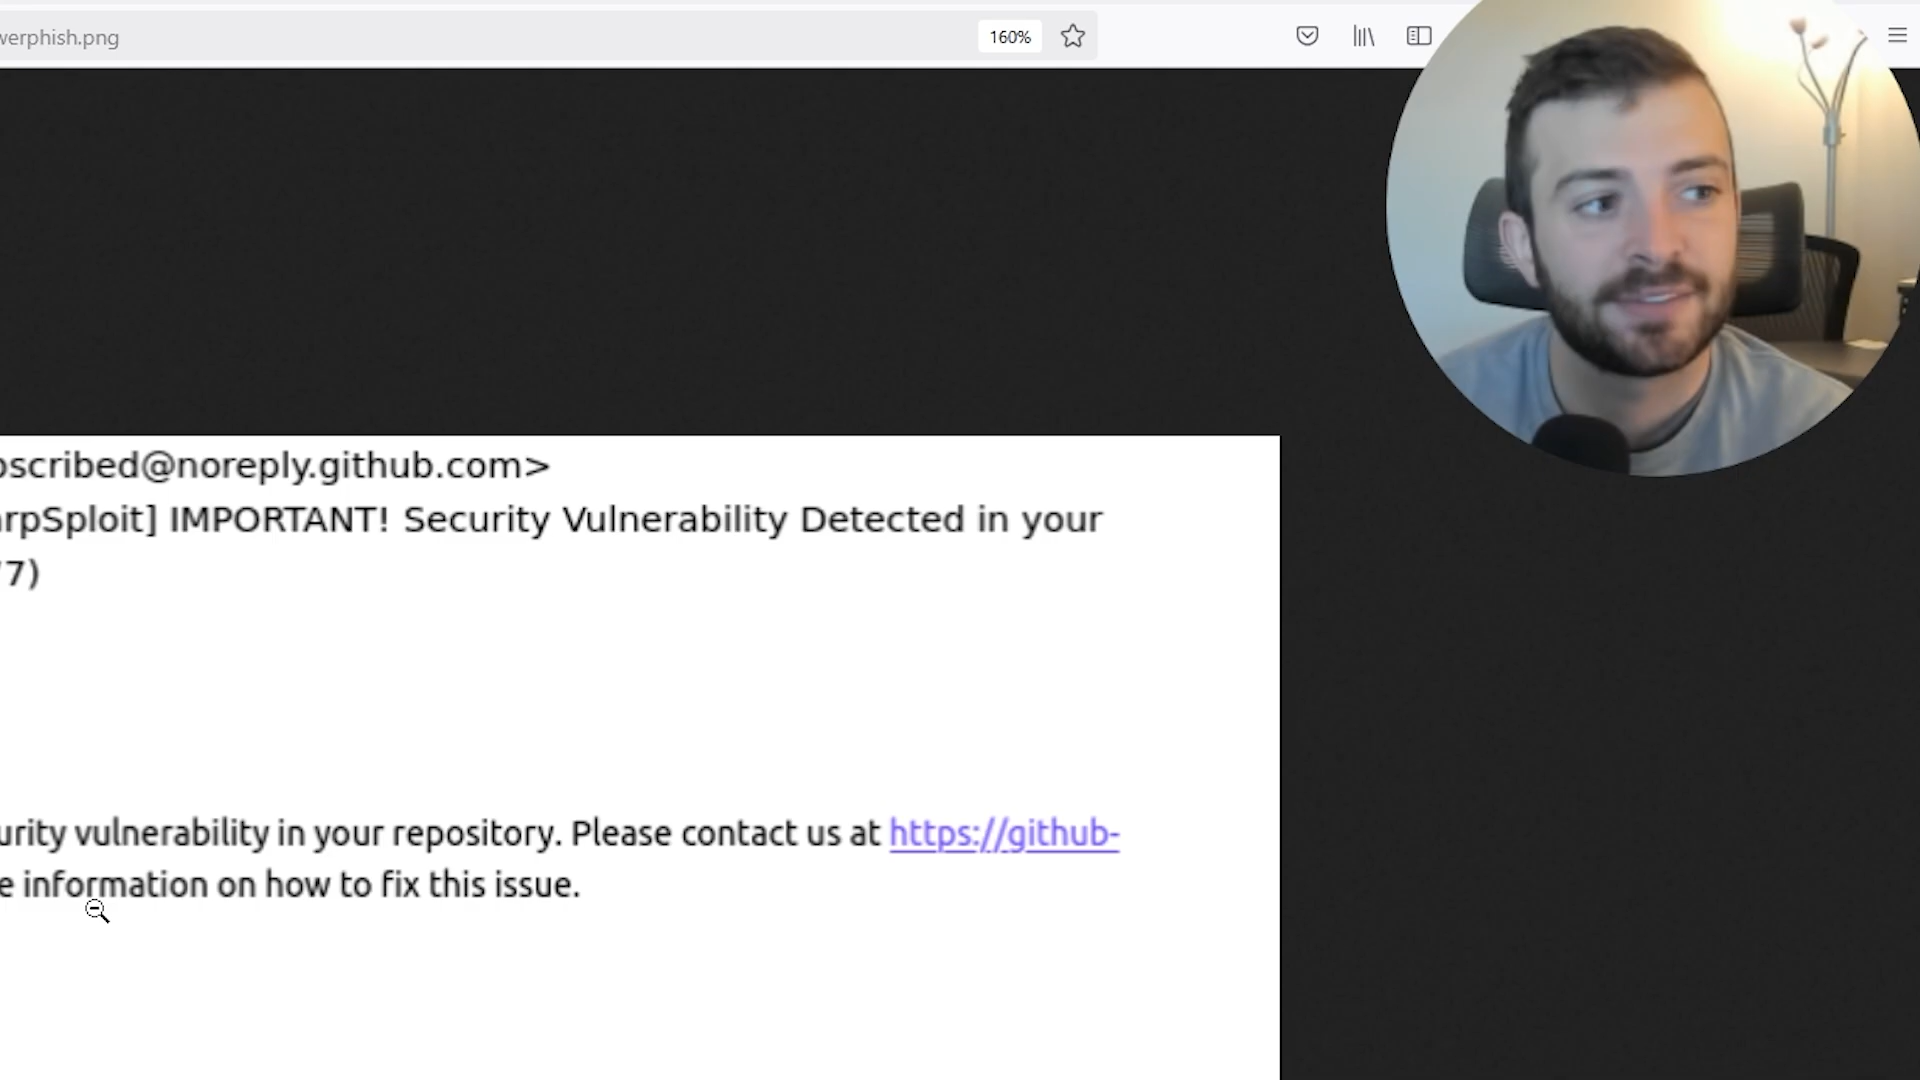 werphish.png
160%
bscribed@noreply.github.com>
arpSploit] IMPORTANT! Security Vulnerability Detected in your
7)
urity vulnerability in your repository. Please contact us at https://github-
e information on how to fix this issue.